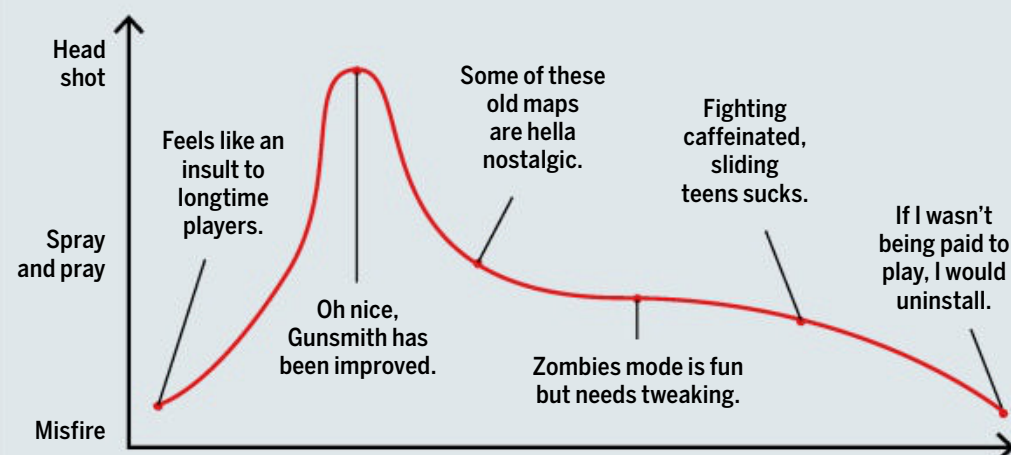 Head
shot
Spray
and pray
Misfire
Feels like an
insult to
longtime
players.
Oh nice,
Gunsmith has
been improved.
Some of these
old maps
are hella
nostalgic.
Zombies mode is fun
but needs tweaking.
Fighting
caffeinated,
sliding
teens sucks.
If I wasn't
being paid to
play, I would
uninstall.